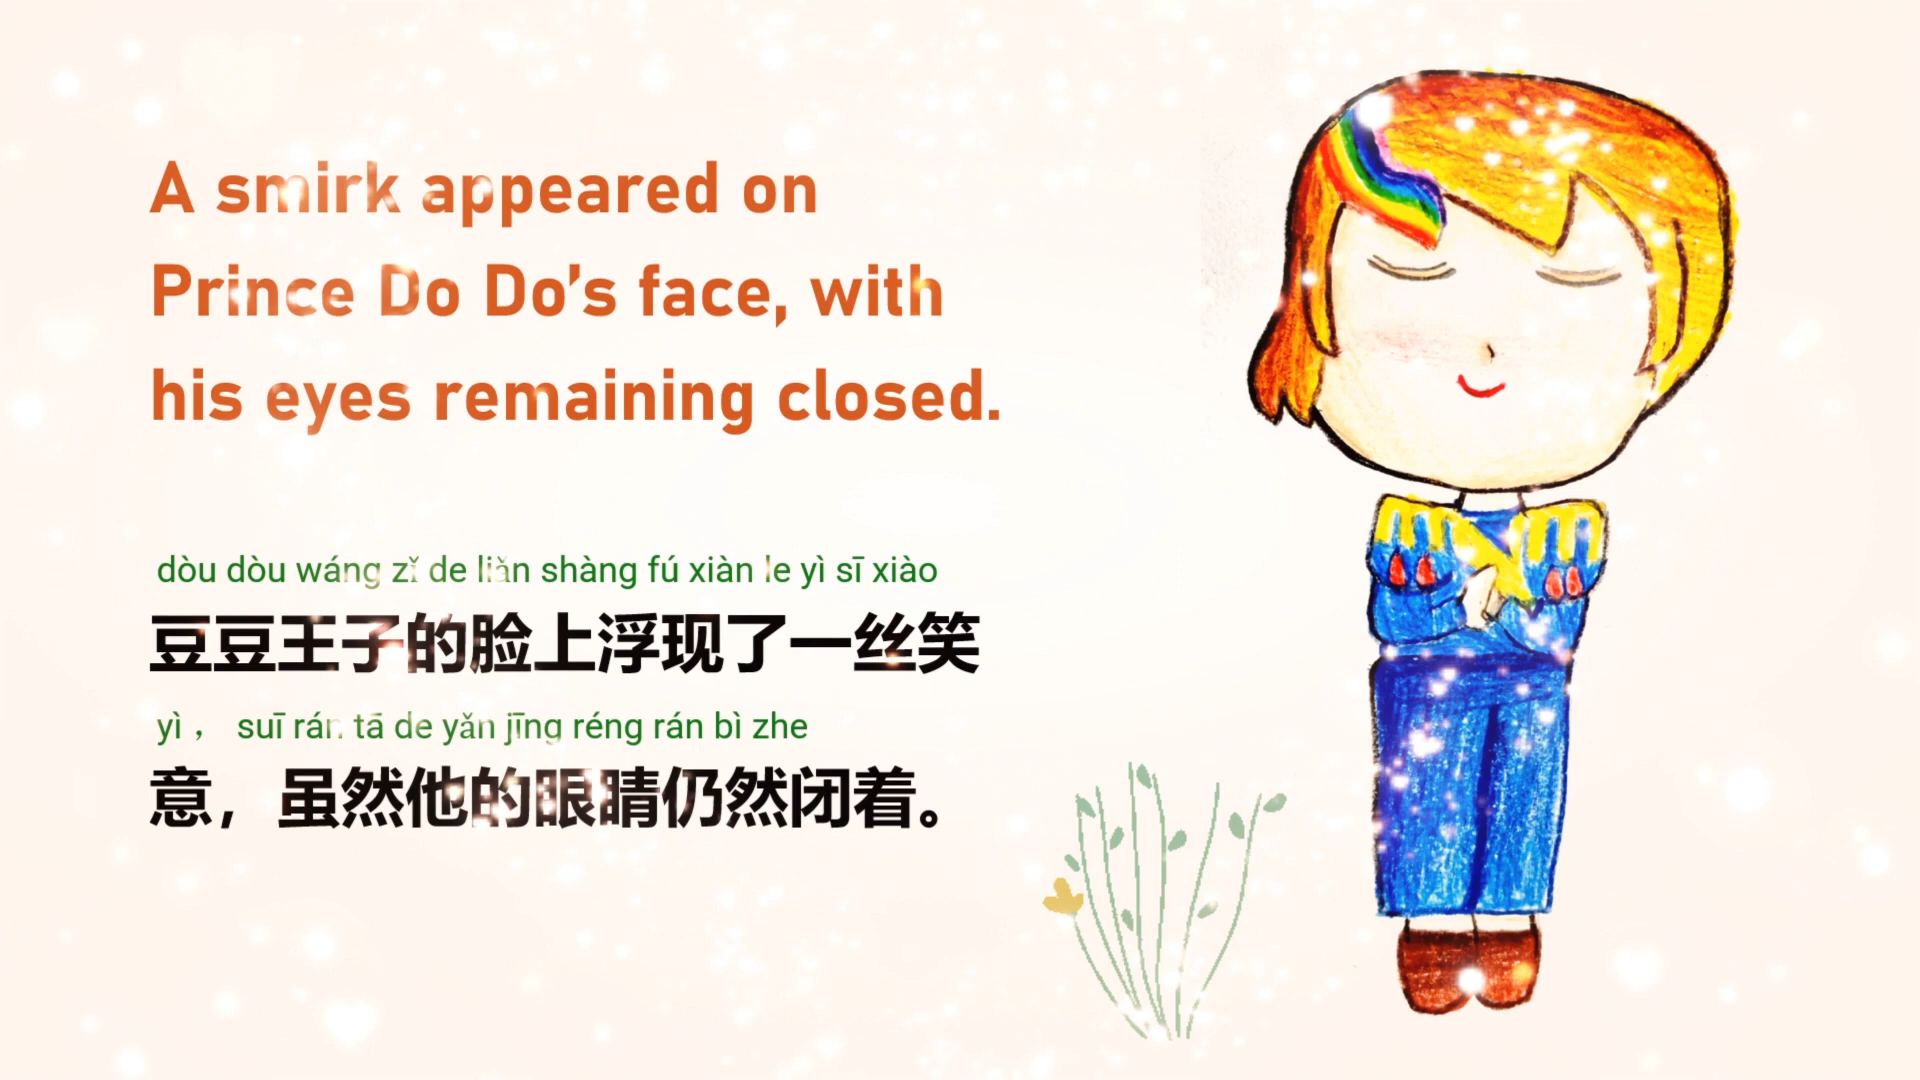 A smirk appeared on
Prince Do Do’s face, with
his eyes remaining closed.
dòu dòu wáng zǐ de liǎn shàng fú xiàn le yì sī xiào
豆豆王子的脸上浮现了一丝笑
yì ， suī rán tā de yǎn jīng réng rán bì zhe
意，虽然他的眼睛仍然闭着。